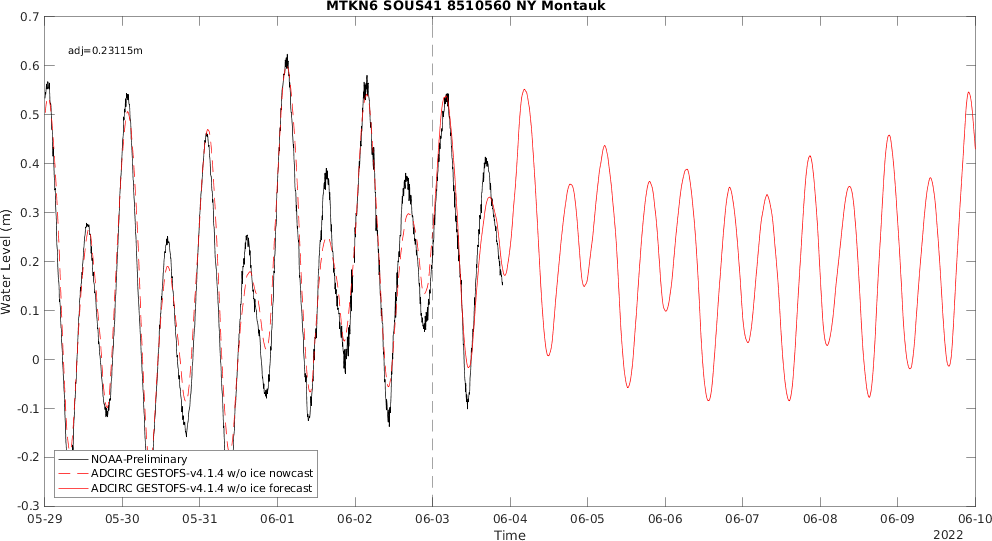 MTKN6 SOUS41 8510560 NY Montauk
adj=0.23115m
Water Level (m)
0.7
0.6
0.5
0.4
0.3
0.2
0.1
0
-0.1
-0.2
-0.3
NOAA-Preliminary
ADCIRC GESTOFS-v4.1.4 w/o ice nowcast
ADCIRC GESTOFS-v4.1.4 w/o ice forecast
05-29 05-30 05-31 06-01 06-02 06-03 06-04 06-05 06-06 06-07 06-08 06-09 06-10
Time
2022